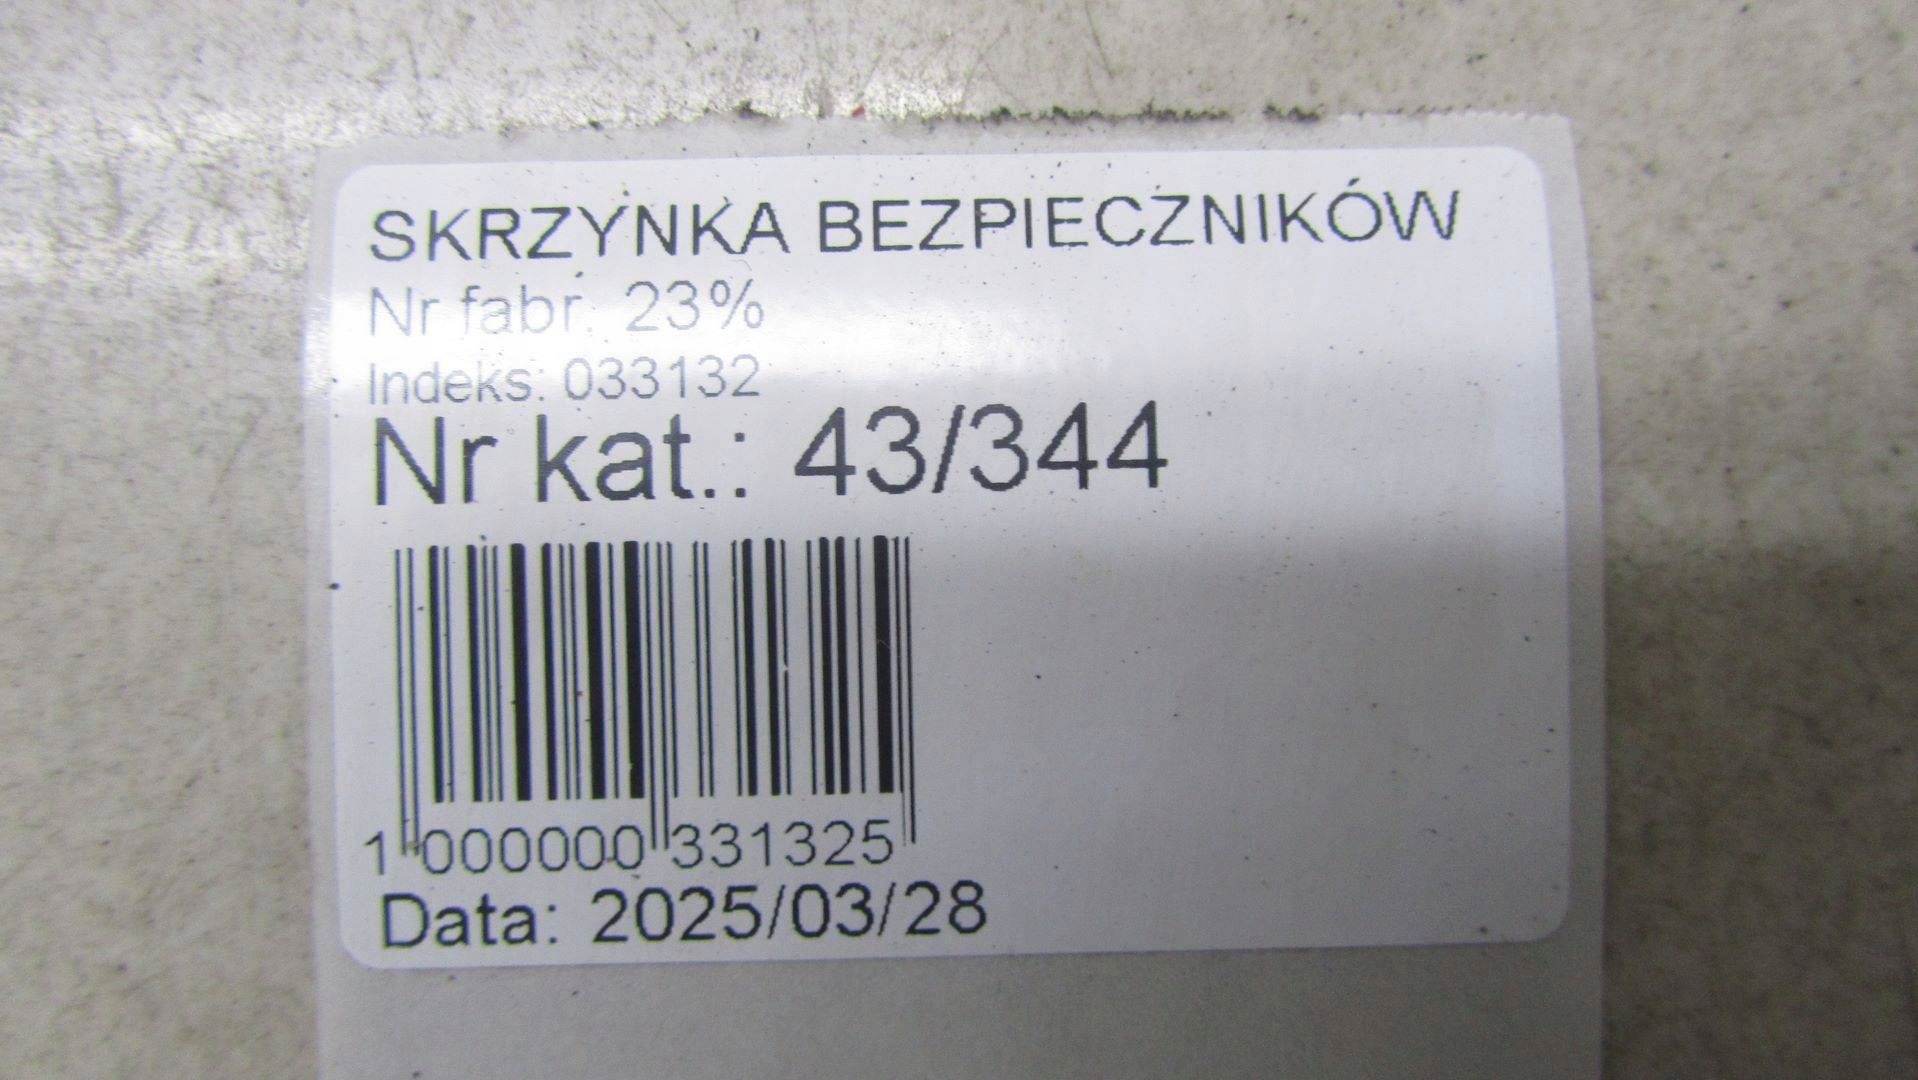 SKRZYNKA BEZPIECZNIKÓW
Nr fabr. 23%
Indeks: 033132
Nr kat.: 43/344
1 000000 331325
Data: 2025/03/28